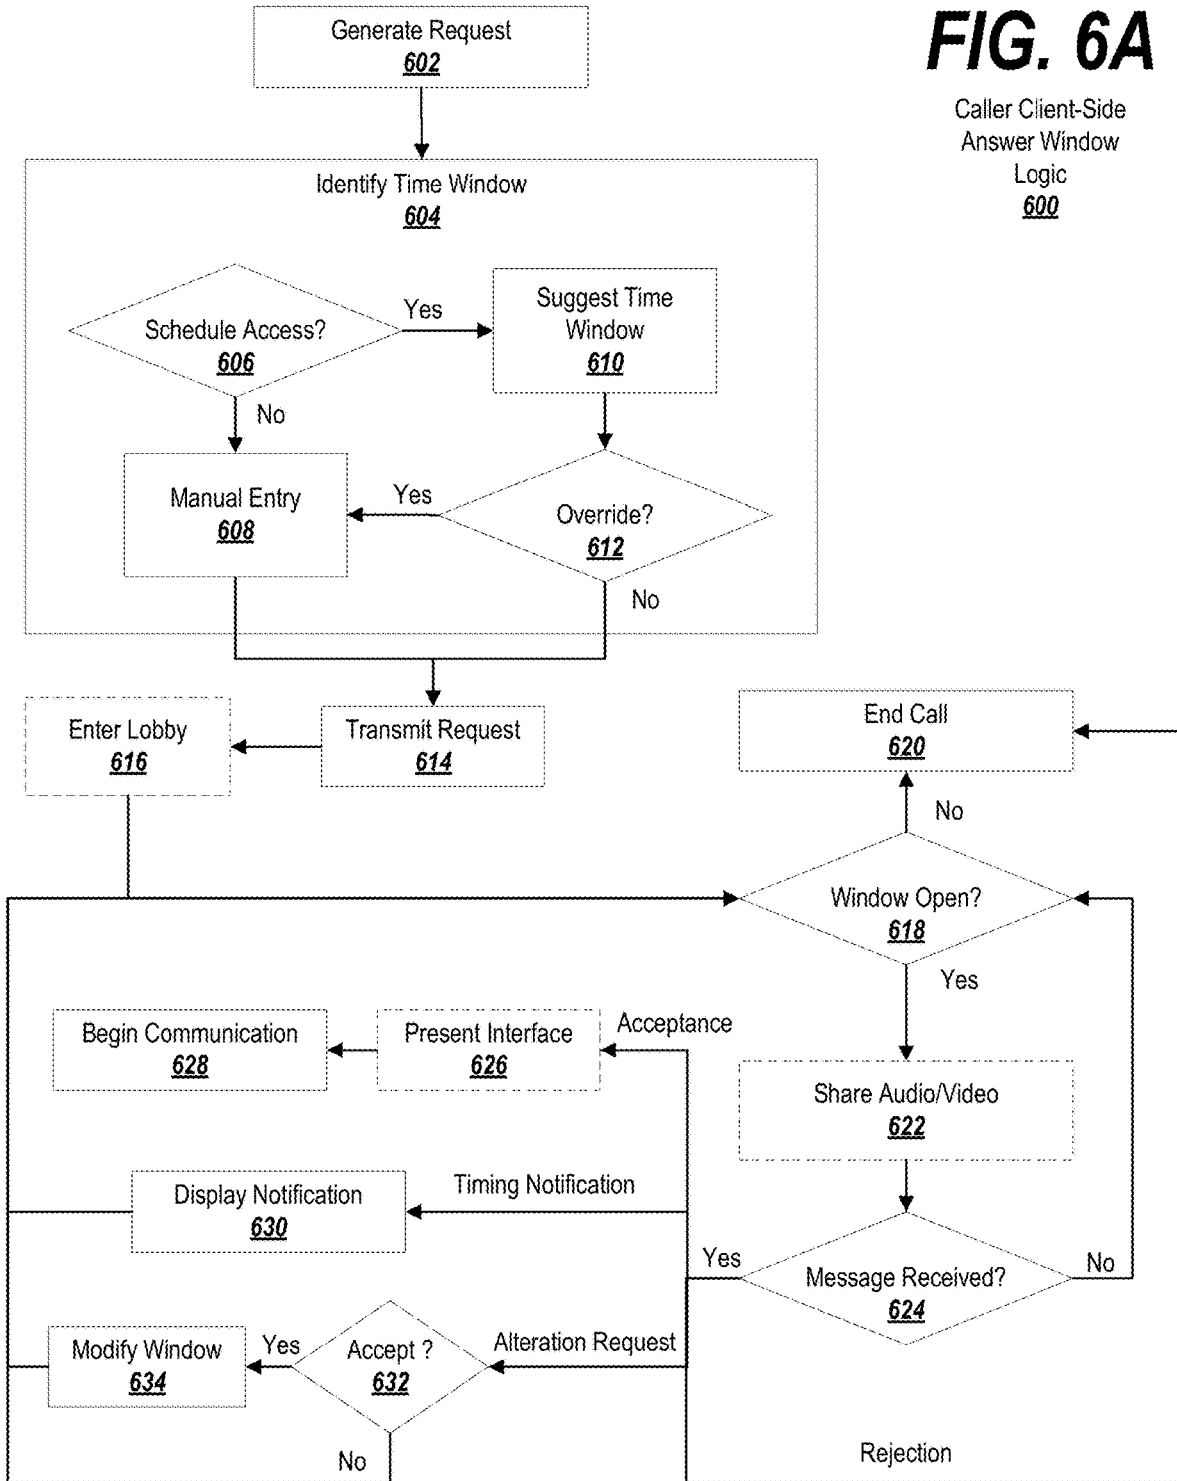 Generate Request
602
FIG. 6A
Caller Client-Side
Answer Window
Logic
600
Identify Time Window
604
Schedule Access?
606
Yes
Suggest Time
Window
610
No
Manual Entry
608
Yes
Override?
612
No
Enter Lobby
616
Transmit Request
614
End Call
620
No
Window Open?
618
Yes
Begin Communication
628
Present Interface
626
Acceptance
Share Audio/Video
622
Display Notification
630
Timing Notification
Yes
Message Received?
624
No
Modify Window
634
Yes
Accept ?
632
Alteration Request
No
Rejection